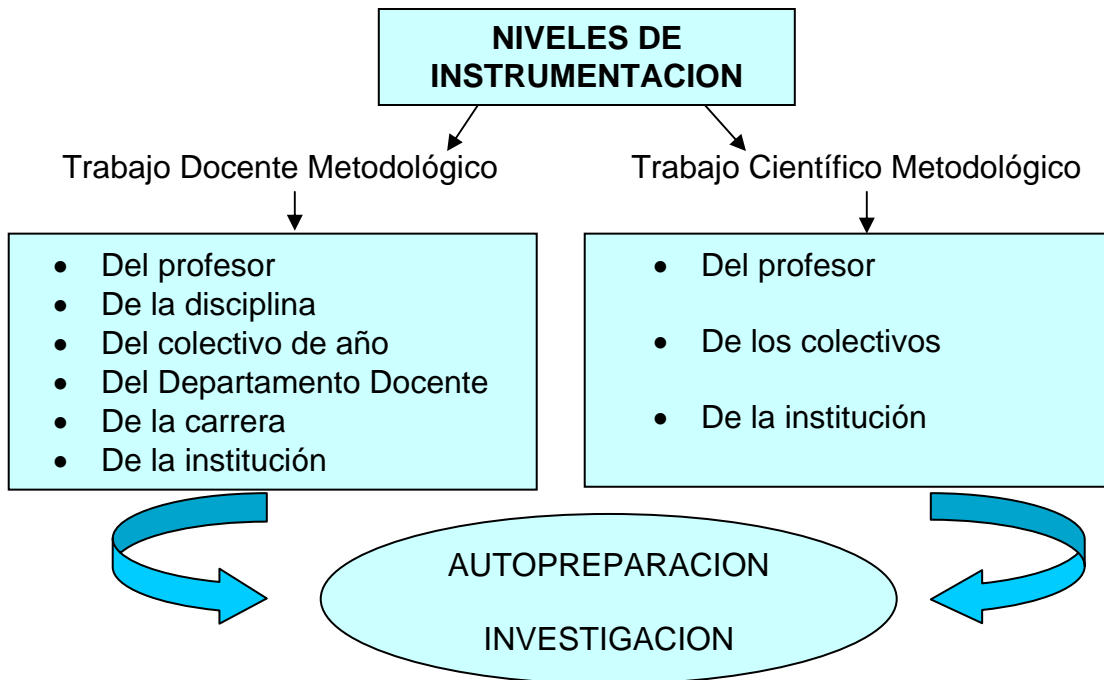 NIVELES DE
INSTRUMENTACION
Trabajo Docente Metodológico
Trabajo Científico Metodológico
• Del profesor
• De la disciplina
• Del colectivo de año
• Del Departamento Docente
• De la carrera
• De la institución
• Del profesor
• De los colectivos
• De la institución
AUTOPREPARACION
INVESTIGACION